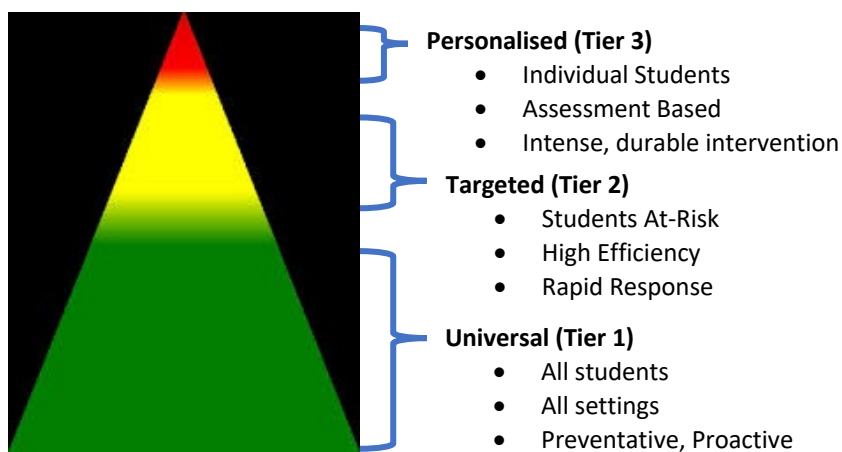 Personalised (Tier 3)
• Individual Students
• Assessment Based
• Intense, durable intervention
Targeted (Tier 2)
• Students At-Risk
• High Efficiency
• Rapid Response
Universal (Tier 1)
• All students
• All settings
• Preventative, Proactive